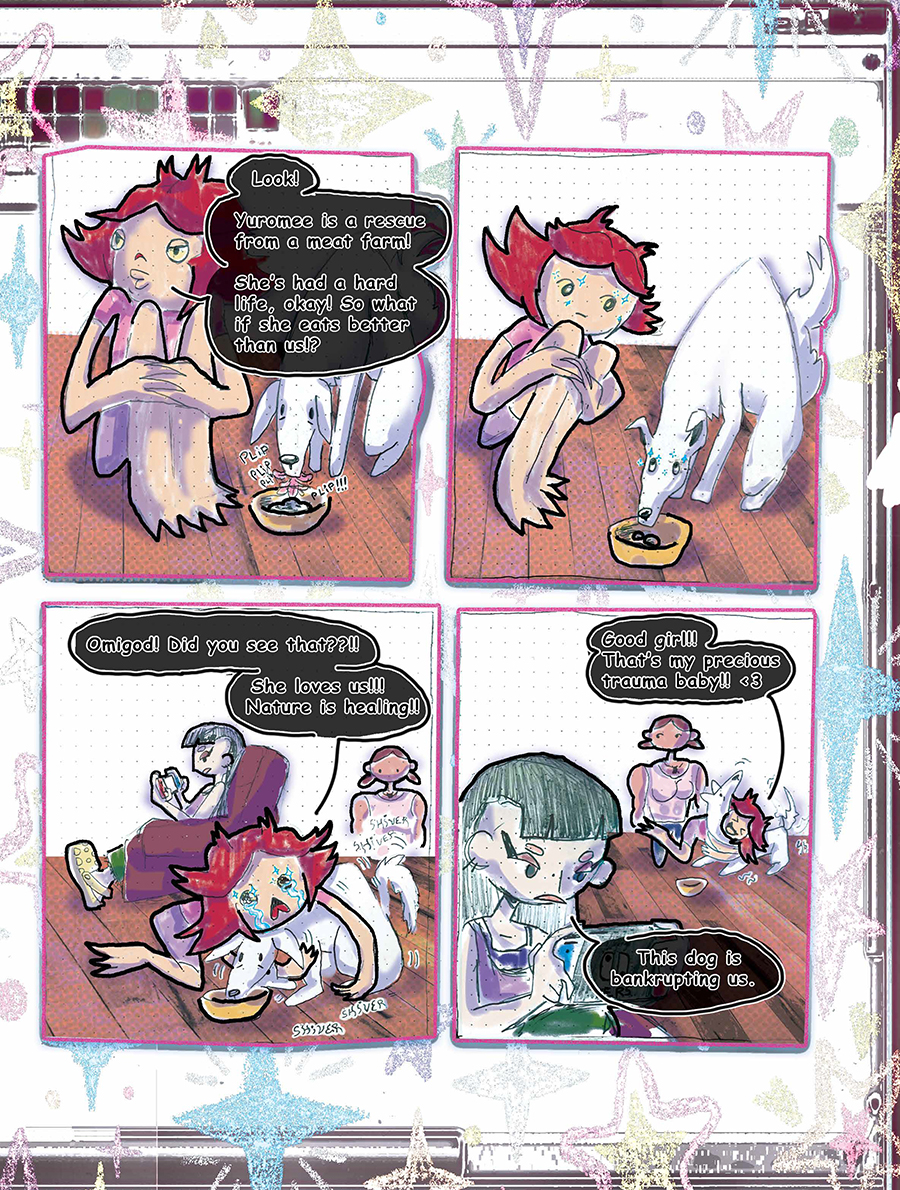 Look!
Yuromee is a rescue
from a meat farm!
She's had a hard
life, okay! So what
if she eats better
than us!?
PLIP
PLIP
PLIP!!!
Omigod! Did you see that??!!
She loves us!!!
Nature is healing!!
SHIVER
SHIVER
SHIVER
SHIVER
Good girl!!!
That's my precious
trauma baby!! <3
This dog is
bankrupting us.